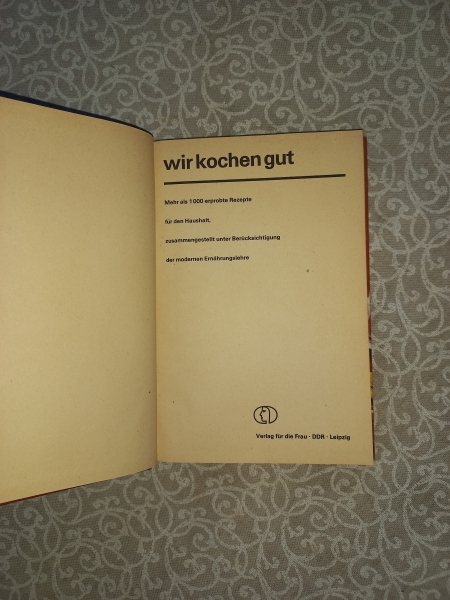 wir kochen gut
Mehr als 1000 erprobte Rezepte
für den Haushalt,
zusammengestellt unter Berücksichtigung
der modernen Ernährungslehre
Verlag für die Frau · DDR · Leipzig